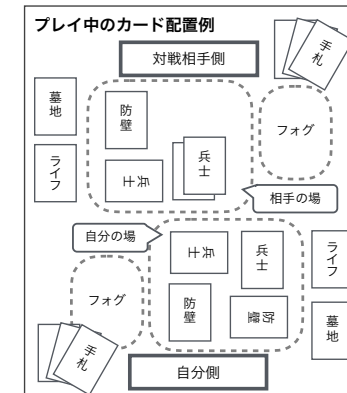 プレイ中のカード配置例
対戦相手側
手札
墓地
防壁
フォグ
兵士
ライフ
兵士
相手の場
自分の場
兵士
兵士
ライフ
フォグ
防壁
防壁
墓地
手札
自分側